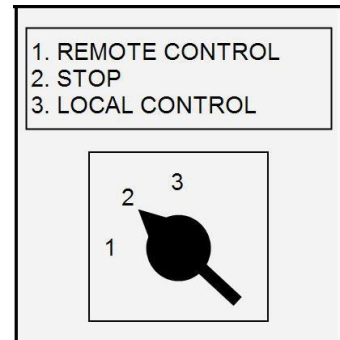 1. REMOTE CONTROL
2. STOP
3. LOCAL CONTROL
3
2
1